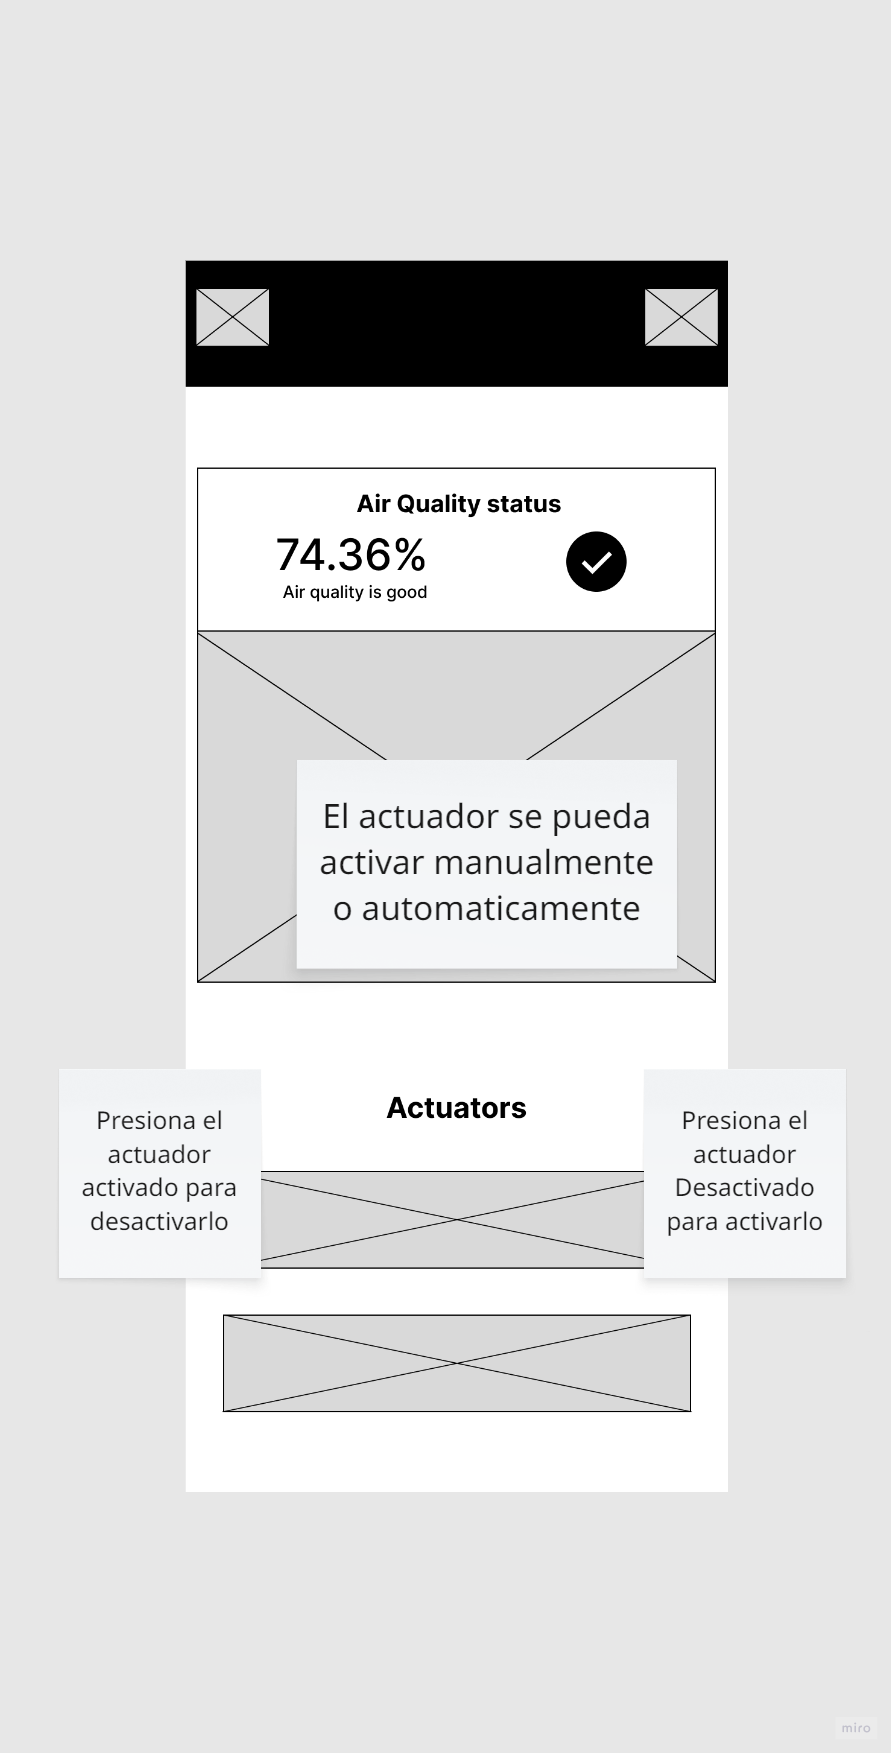 Air Quality status
74.36%
Air quality is good
El actuador se pueda
activar manualmente
o automaticamente
Actuators
Presiona el
actuador
activado para
desactivarlo
Presiona el
actuador
Desactivado
para activarlo
miro